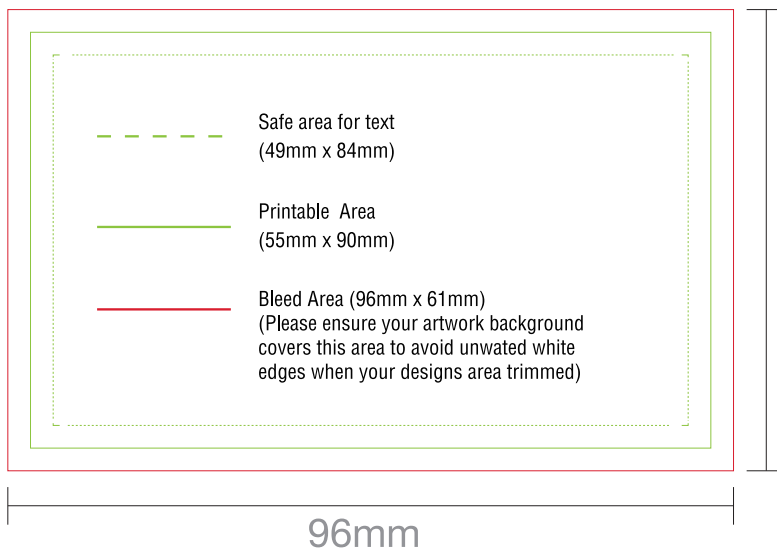 Safe area for text
(49mm x 84mm)
Printable Area
(55mm x 90mm)
Bleed Area (96mm x 61mm)
(Please ensure your artwork background
covers this area to avoid unwated white
edges when your designs area trimmed)
96mm